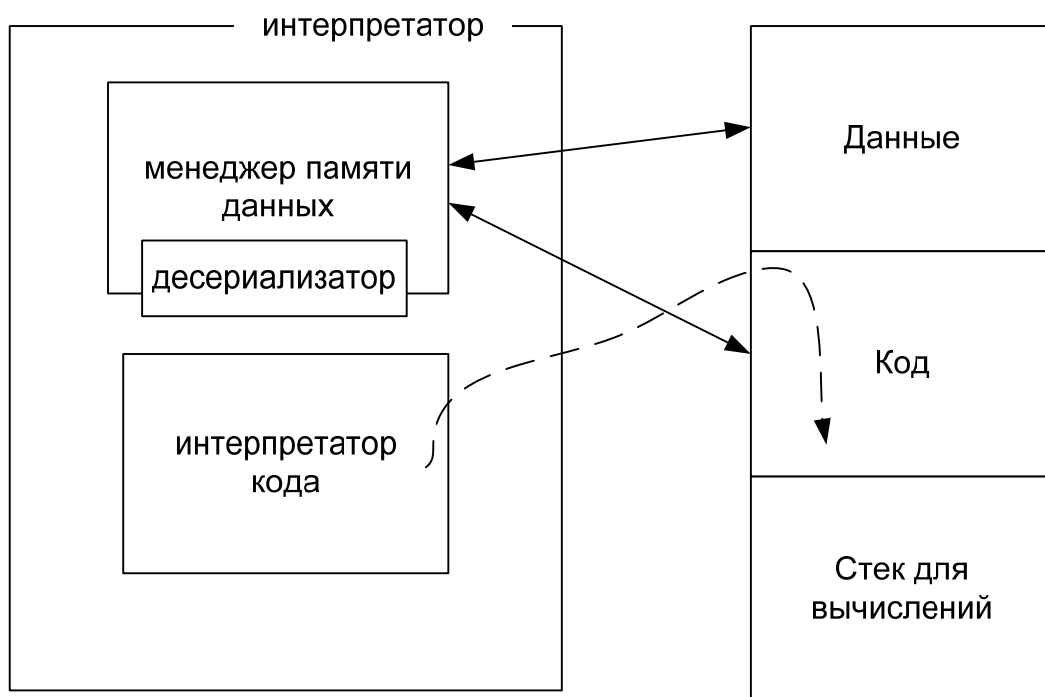 интерпретатор
менеджер памяти
данных
десериализатор
интерпретатор
кода
Данные
Код
Стек для
вычислений